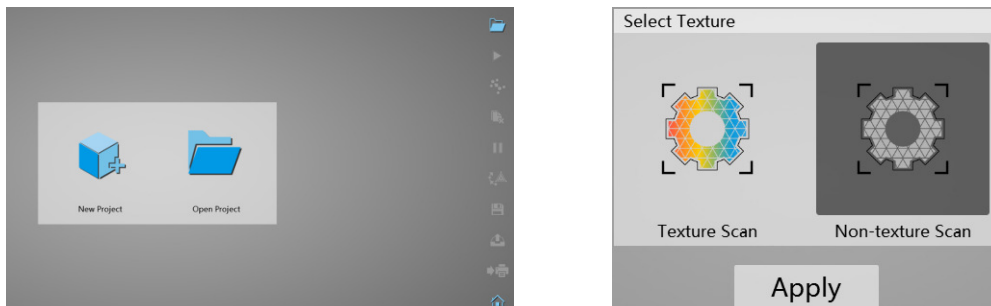 New Project
Open Project
Select Texture
Texture Scan
Non-texture Scan
Apply